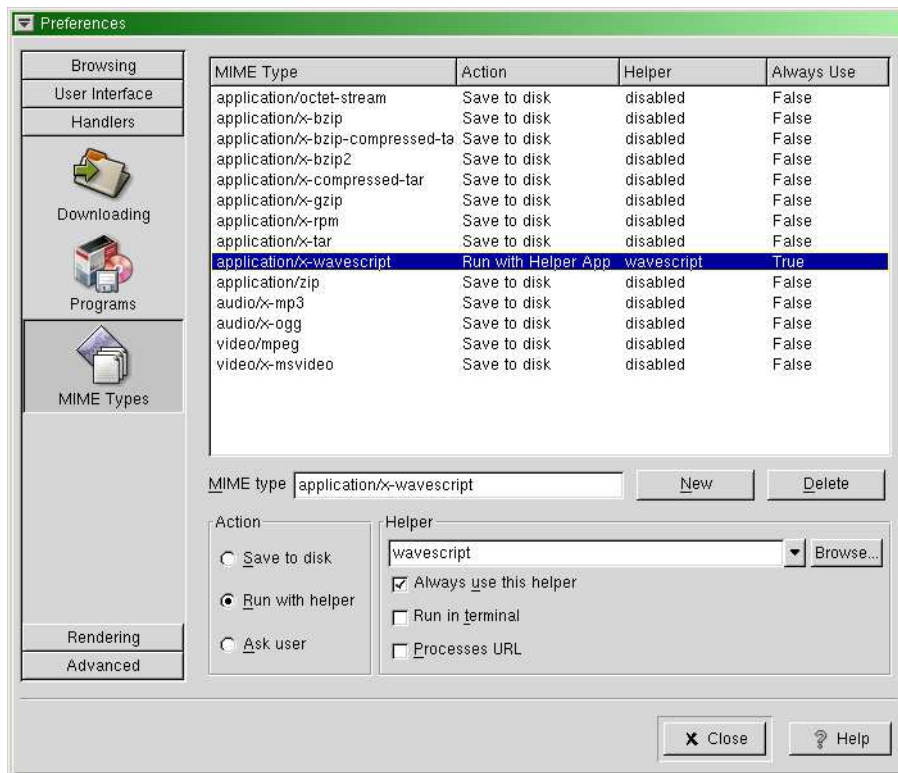 Preferences
Browsing
User Interface
Handlers
Downloading
Programs
MIME Types
Rendering
Advanced
MIME Type Action Helper Always Use
application/octet-stream Save to disk disabled False
application/x-bzip Save to disk disabled False
application/x-bzip-compressed-ta Save to disk disabled False
application/x-bzip2 Save to disk disabled False
application/x-compressed-tar Save to disk disabled False
application/x-gzip Save to disk disabled False
application/x-rpm Save to disk disabled False
application/x-tar Save to disk disabled False
application/x-wavescript Run with Helper App wavescript True
application/zip Save to disk disabled False
audio/x-mp3 Save to disk disabled False
audio/x-ogg Save to disk disabled False
video/mpeg Save to disk disabled False
video/x-msvideo Save to disk disabled False
MIME type application/x-wavescript New Delete
Action
Save to disk
Run with helper
Ask user
Helper
wavescript Browse...
Always use this helper
Run in terminal
Processes URL
Close Help